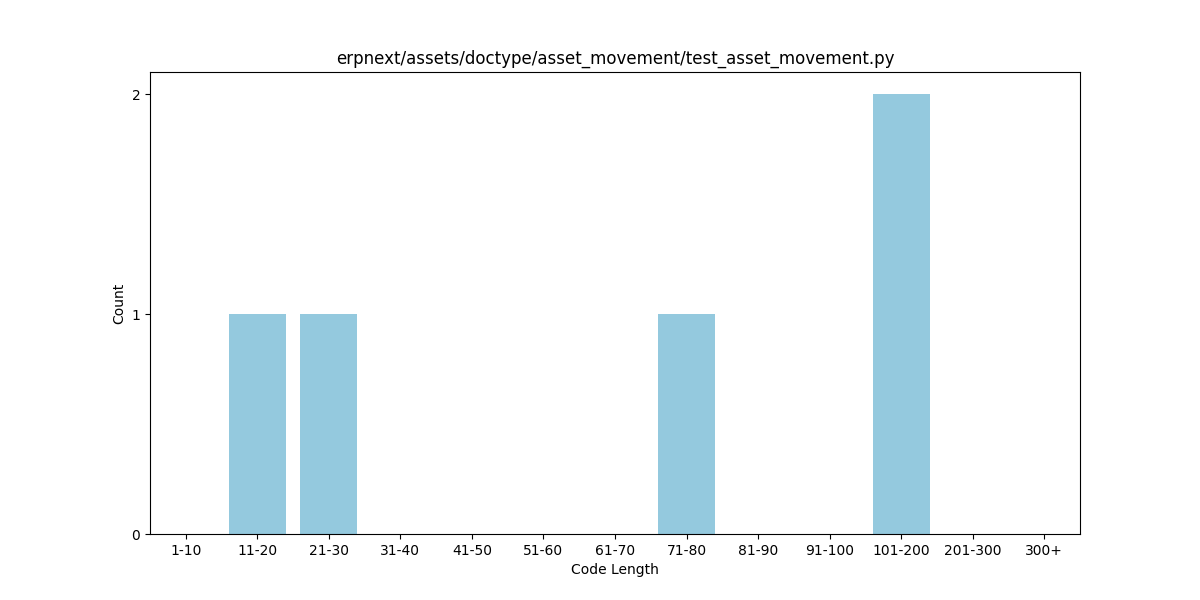 erpnext/assets/doctype/asset_movement/test_asset_movement.py
2
1
0
Count
1-10 11-20 21-30 31-40 41-50 51-60 61-70 71-80 81-90 91-100 101-200 201-300 300+
Code Length